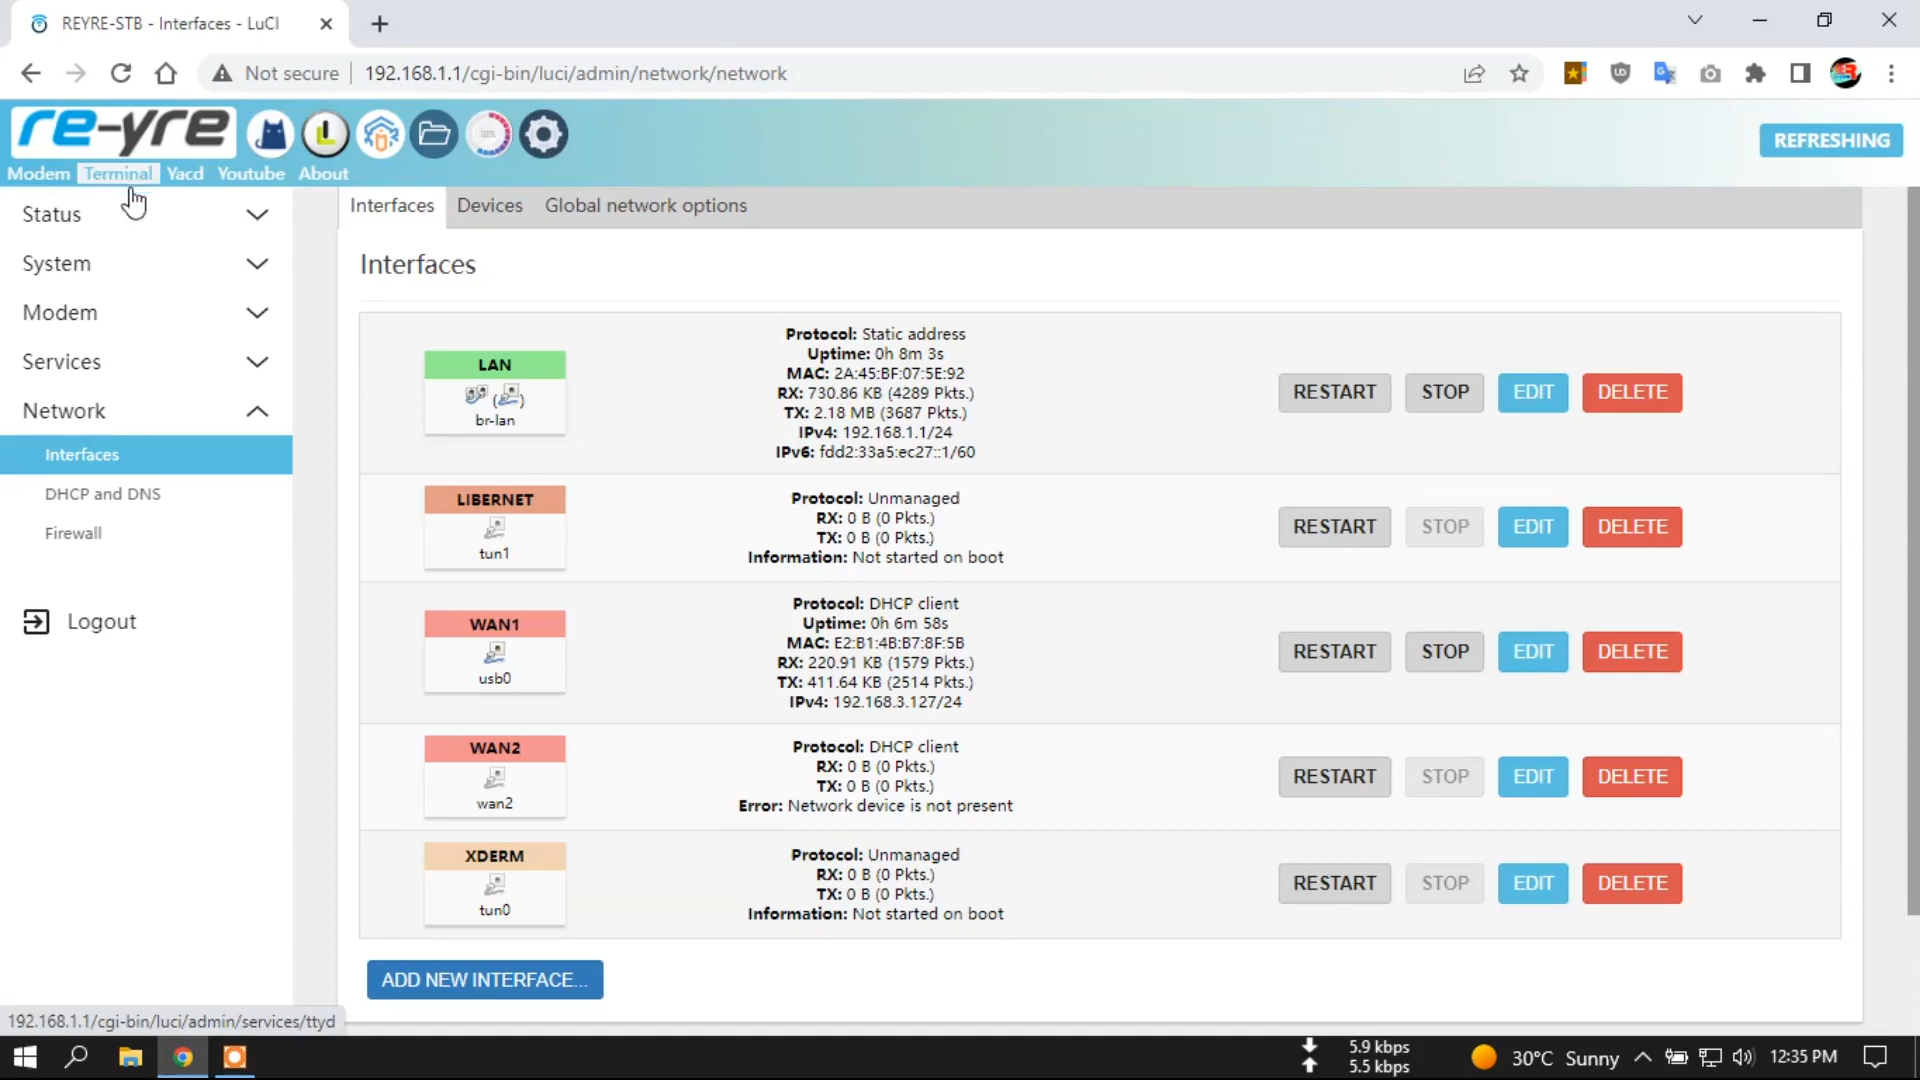 REYRE-STB - Interfaces - LuCI
Not secure
192.168.1.1/cgi-bin/luci/admin/network/network
re-yre
REFRESHING
Modem Terminal Yacd Youtube About
Status
System
Modem
Services
Network
Interfaces
DHCP and DNS
Firewall
Logout
Interfaces Devices Global network options
Interfaces
LAN
br-lan
Protocol: Static address
Uptime: 0h 8m 3s
MAC: 2A:45:BF:07:5E:92
RX: 730.86 KB (4289 Pkts.)
TX: 2.18 MB (3687 Pkts.)
IPv4: 192.168.1.1/24
IPv6: fdd2:33a5:ec27::1/60
RESTART STOP EDIT DELETE
LIBERNET
tun1
Protocol: Unmanaged
RX: 0 B (0 Pkts.)
TX: 0 B (0 Pkts.)
Information: Not started on boot
RESTART STOP EDIT DELETE
WAN1
usb0
Protocol: DHCP client
Uptime: 0h 6m 58s
MAC: E2:B1:4B:B7:8F:5B
RX: 220.91 KB (1579 Pkts.)
TX: 411.64 KB (2514 Pkts.)
IPv4: 192.168.3.127/24
RESTART STOP EDIT DELETE
WAN2
wan2
Protocol: DHCP client
RX: 0 B (0 Pkts.)
TX: 0 B (0 Pkts.)
Error: Network device is not present
RESTART STOP EDIT DELETE
XDERM
tun0
Protocol: Unmanaged
RX: 0 B (0 Pkts.)
TX: 0 B (0 Pkts.)
Information: Not started on boot
RESTART STOP EDIT DELETE
ADD NEW INTERFACE...
192.168.1.1/cgi-bin/luci/admin/services/ttyd
5.9 kbps
5.5 kbps
30°C Sunny
12:35 PM